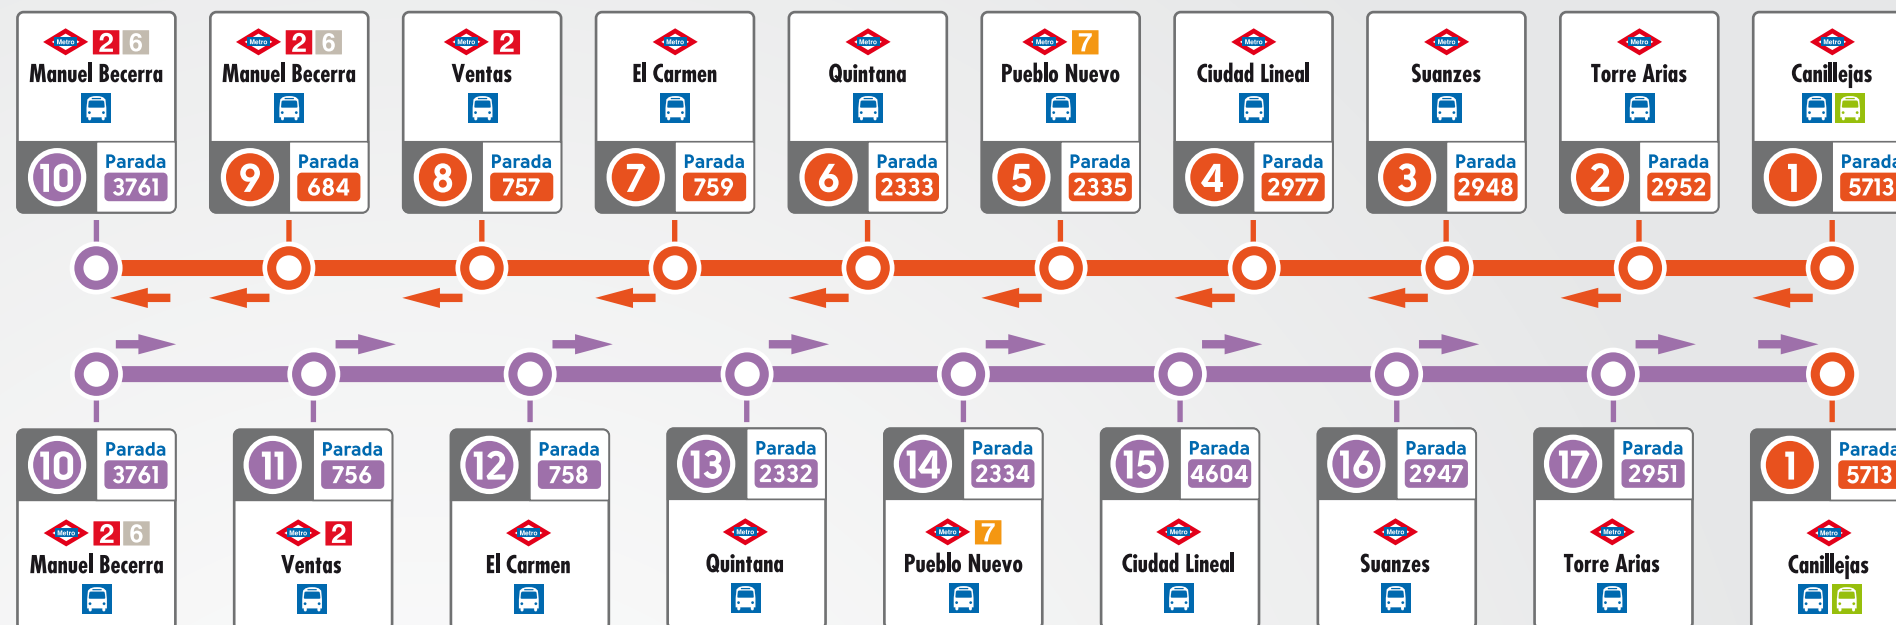 Metro 2 6
Manuel Becerra
10 Parada
3761
Metro 2 6
Manuel Becerra
9 Parada
684
Metro 2
Ventas
8 Parada
757
Metro
El Carmen
7 Parada
759
Metro
Quintana
6 Parada
2333
Metro 7
Pueblo Nuevo
5 Parada
2335
Metro
Ciudad Lineal
4 Parada
2977
Metro
Suanzes
3 Parada
2948
Metro
Torre Arias
2 Parada
2952
Metro
Canillejas
1 Parada
5713
10 Parada
3761
Metro 2 6
Manuel Becerra
11 Parada
756
Metro 2
Ventas
12 Parada
758
Metro
El Carmen
13 Parada
2332
Metro
Quintana
14 Parada
2334
Metro 7
Pueblo Nuevo
15 Parada
4604
Metro
Ciudad Lineal
16 Parada
2947
Metro
Suanzes
17 Parada
2951
Metro
Torre Arias
1 Parada
5713
Metro
Canillejas